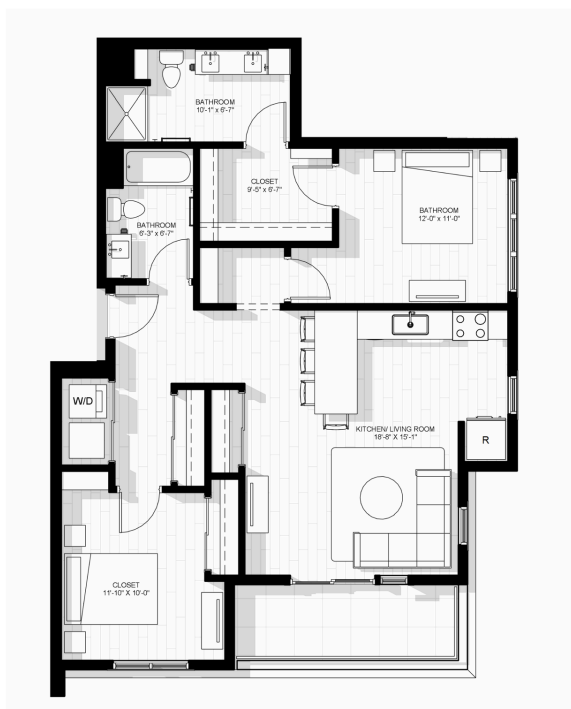 BATHROOM
10'-1" x 6'-7"
CLOSET
9'-5" x 6'-7"
BATHROOM
12'-0" x 11'-0"
BATHROOM
6'-3" x 6'-7"
W/D
KITCHEN/ LIVING ROOM
18'-8" X 15'-1"
R
CLOSET
11'-10" X 10'-0"